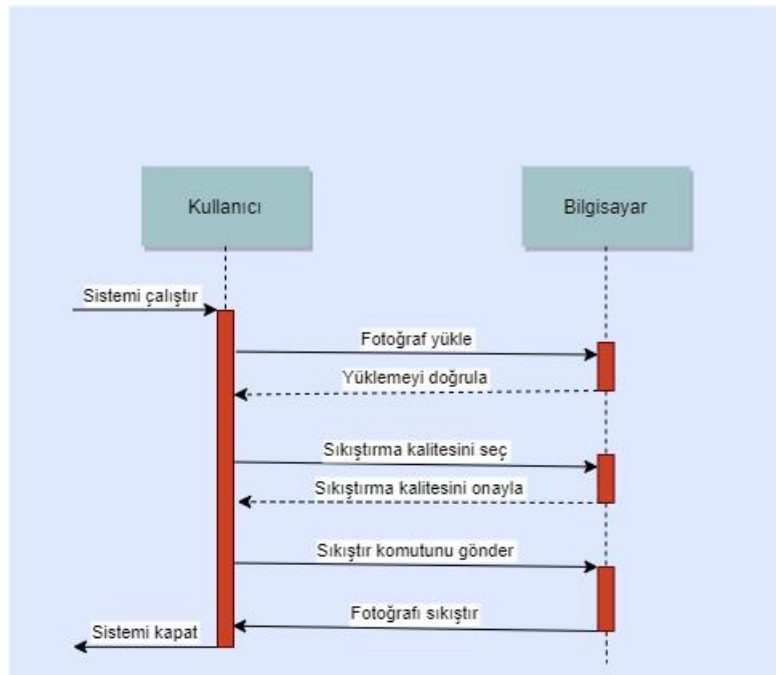 Kullanıcı
Bilgisayar
Sistemi çalıştır
Fotoğraf yükle
Yüklemeyi doğrula
Sıkıştırma kalitesini seç
Sıkıştırma kalitesini onayla
Sıkıştır komutunu gönder
Fotoğrafı sıkıştır
Sistemi kapat